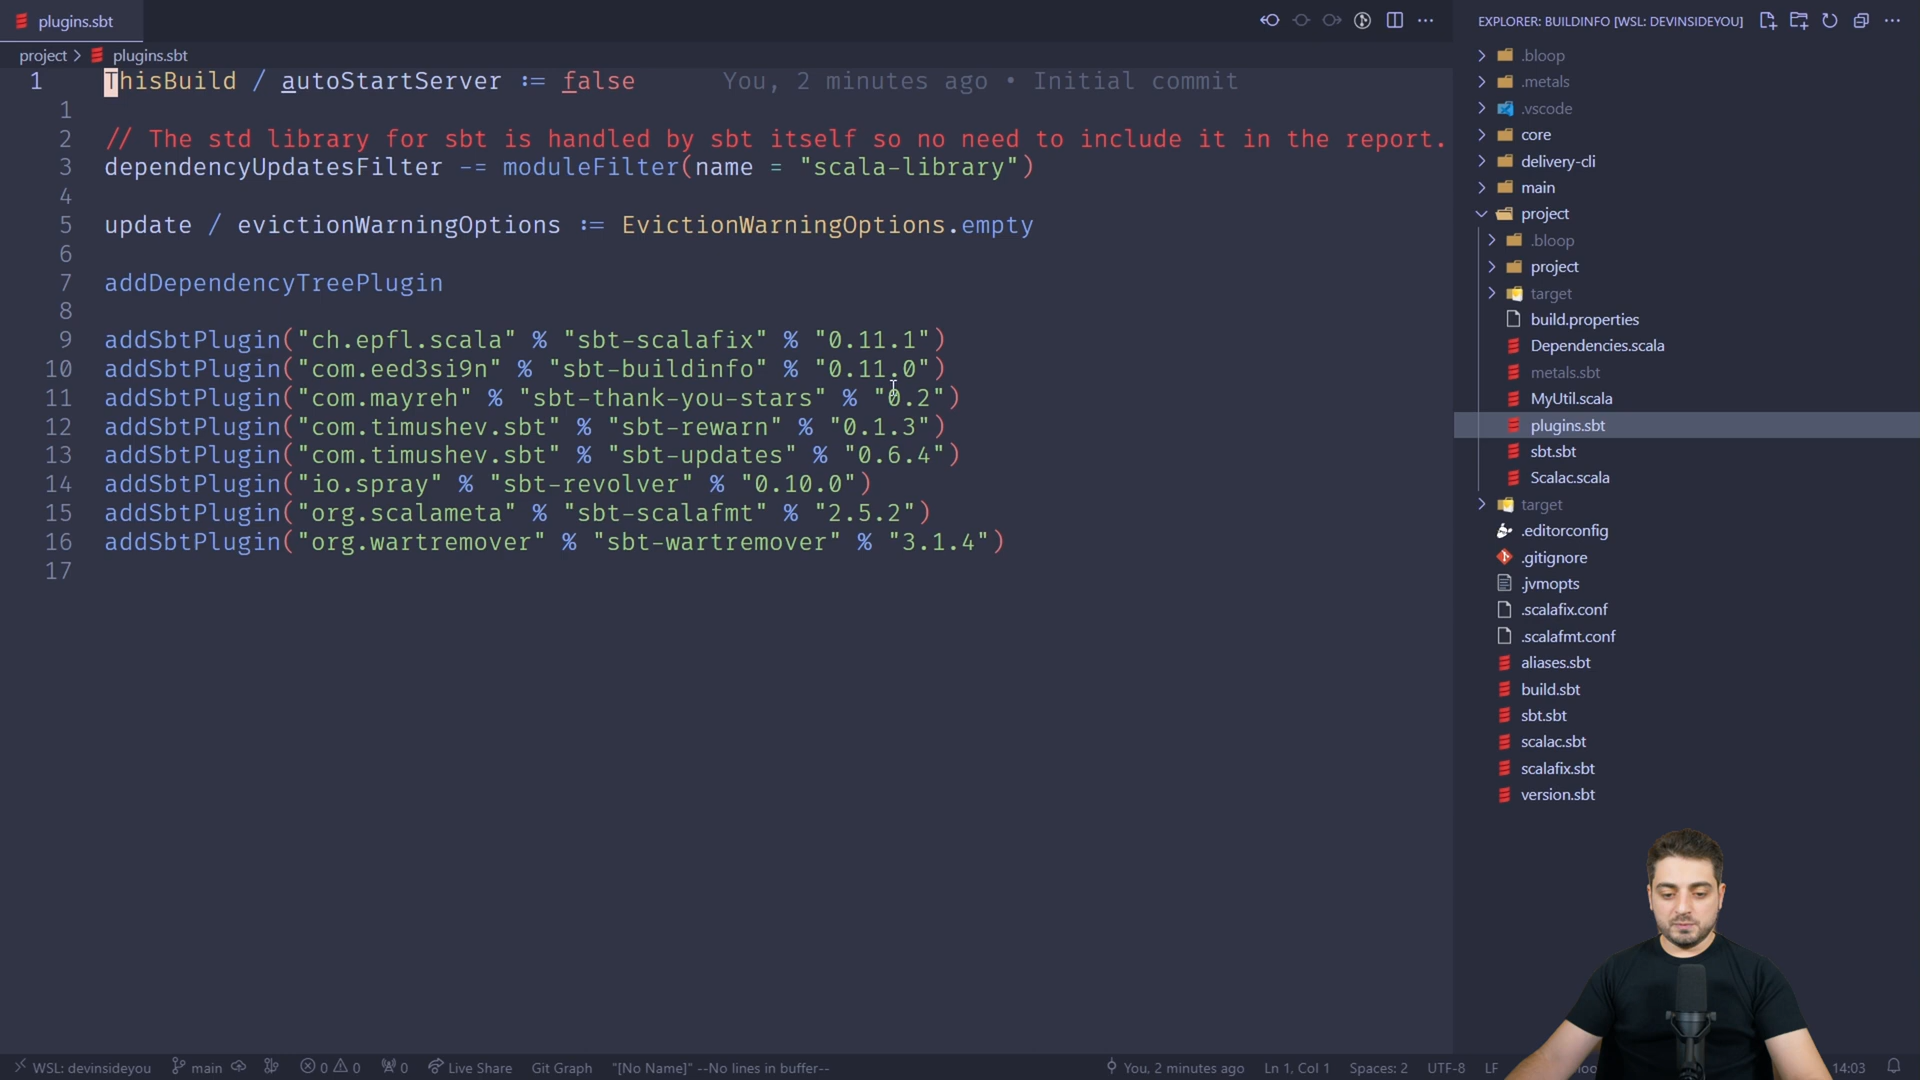 plugins.sbt
project > plugins.sbt
1 ThisBuild / autoStartServer := false You, 2 minutes ago • Initial commit
1
2 // The std library for sbt is handled by sbt itself so no need to include it in the report.
3 dependencyUpdatesFilter -= moduleFilter(name = "scala-library")
4
5 update / evictionWarningOptions := EvictionWarningOptions.empty
6
7 addDependencyTreePlugin
8
9 addSbtPlugin("ch.epfl.scala" % "sbt-scalafix" % "0.11.1")
10 addSbtPlugin("com.eed3si9n" % "sbt-buildinfo" % "0.11.0")
11 addSbtPlugin("com.mayreh" % "sbt-thank-you-stars" % "0.2")
12 addSbtPlugin("com.timushev.sbt" % "sbt-rewarn" % "0.1.3")
13 addSbtPlugin("com.timushev.sbt" % "sbt-updates" % "0.6.4")
14 addSbtPlugin("io.spray" % "sbt-revolver" % "0.10.0")
15 addSbtPlugin("org.scalameta" % "sbt-scalafmt" % "2.5.2")
16 addSbtPlugin("org.wartremover" % "sbt-wartremover" % "3.1.4")
17
EXPLORER: BUILDINFO [WSL: DEVINSIDEYOU]
.bloop
.metals
.vscode
core
delivery-cli
main
project
.bloop
project
target
build.properties
Dependencies.scala
metals.sbt
MyUtil.scala
plugins.sbt
sbt.sbt
Scalac.scala
target
.editorconfig
.gitignore
.jvmopts
.scalafix.conf
.scalafmt.conf
aliases.sbt
build.sbt
sbt.sbt
scalac.sbt
scalafix.sbt
version.sbt
WSL: devinsideyou main 0 0 0 Live Share Git Graph "[No Name]" --No lines in buffer-- You, 2 minutes ago Ln 1, Col 1 Spaces: 2 UTF-8 LF 14:03